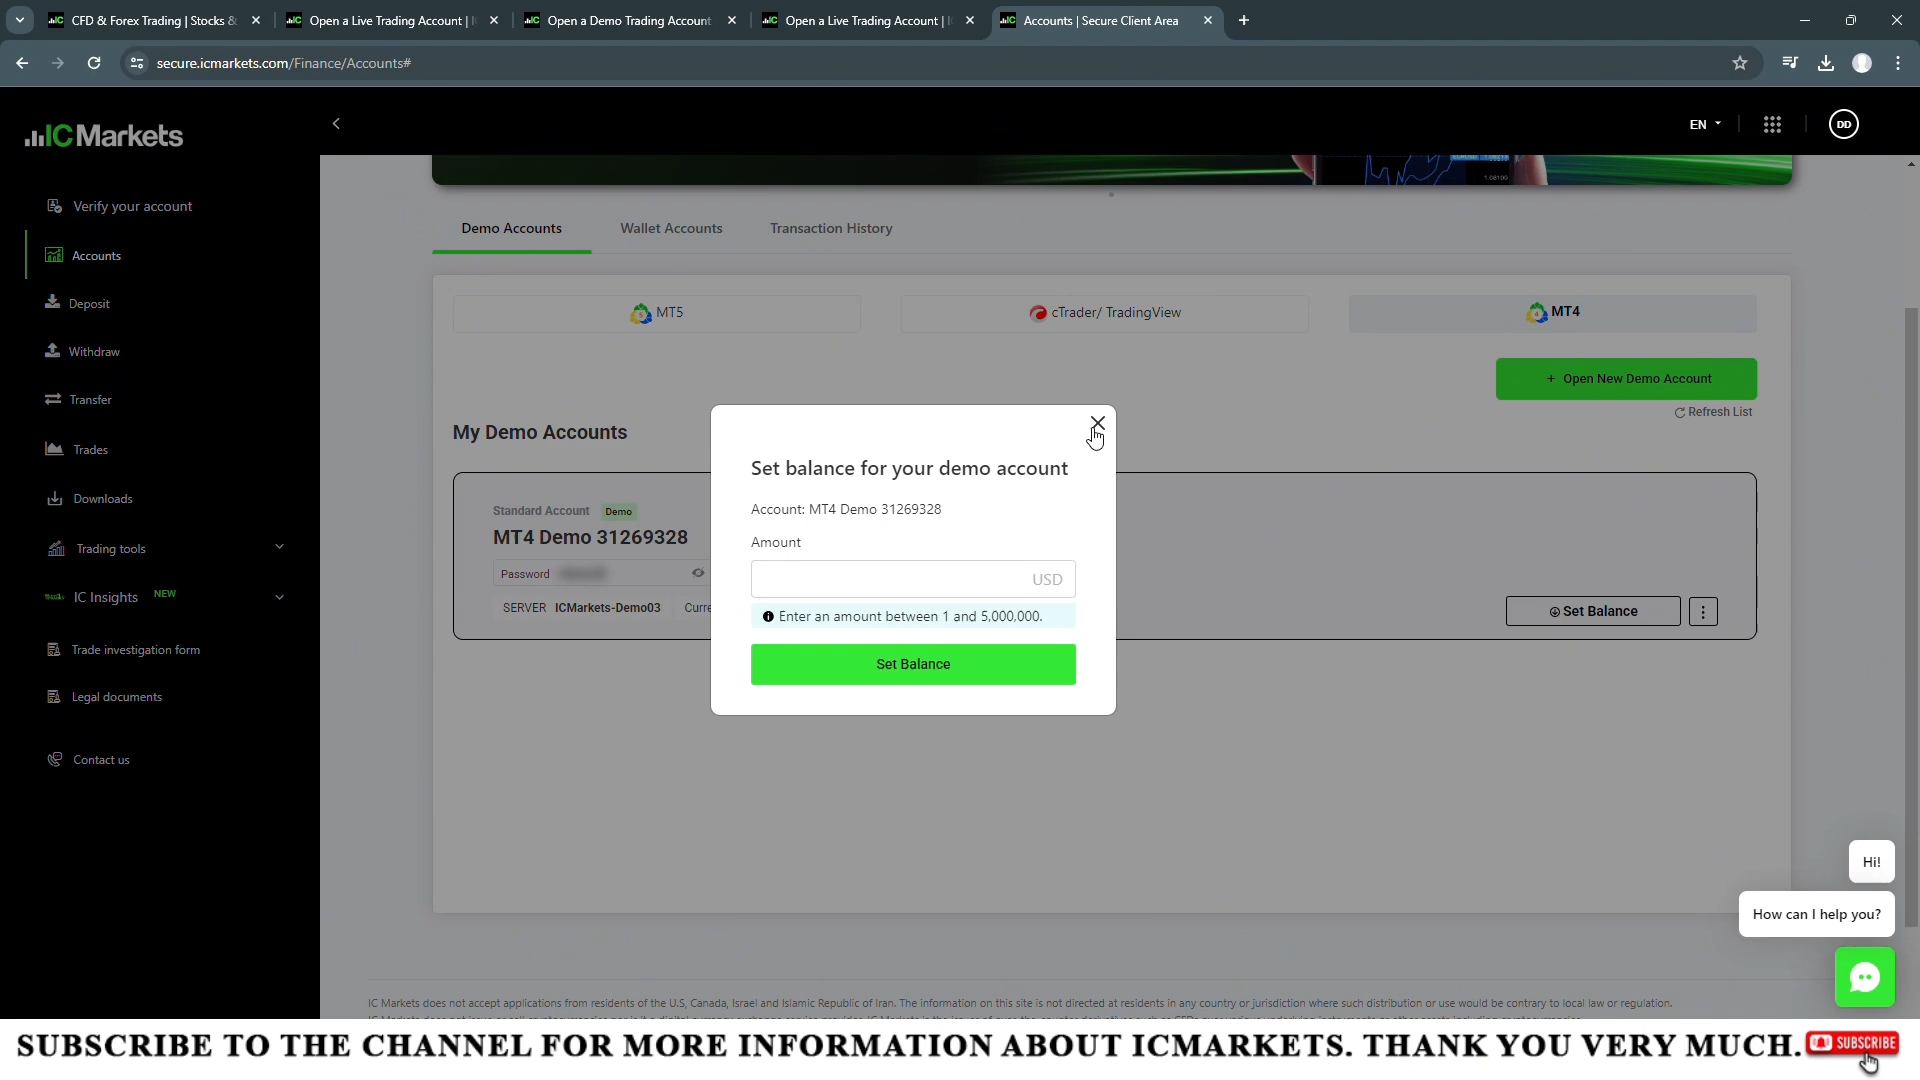 CFD & Forex Trading | Stocks &
Open a Live Trading Account |
Open a Demo Trading Account
Open a Live Trading Account |
Accounts | Secure Client Area
secure.icmarkets.com/Finance/Accounts#
IC Markets
EN
DD
Verify your account
Accounts
Deposit
Withdraw
Transfer
Trades
Downloads
Trading tools
IC Insights NEW
Trade investigation form
Legal documents
Contact us
Demo Accounts
Wallet Accounts
Transaction History
MT5
cTrader/ TradingView
MT4
+ Open New Demo Account
Refresh List
My Demo Accounts
Standard Account Demo
MT4 Demo 31269328
Password
SERVER ICMarkets-Demo03 Curre
Set Balance
Set balance for your demo account
Account: MT4 Demo 31269328
Amount
USD
Enter an amount between 1 and 5,000,000.
Set Balance
Hi!
How can I help you?
IC Markets does not accept applications from residents of the U.S, Canada, Israel and Islamic Republic of Iran. The information on this site is not directed at residents in any country or jurisdiction where such distribution or use would be contrary to local law or regulation.
SUBSCRIBE TO THE CHANNEL FOR MORE INFORMATION ABOUT ICMARKETS. THANK YOU VERY MUCH.
SUBSCRIBE